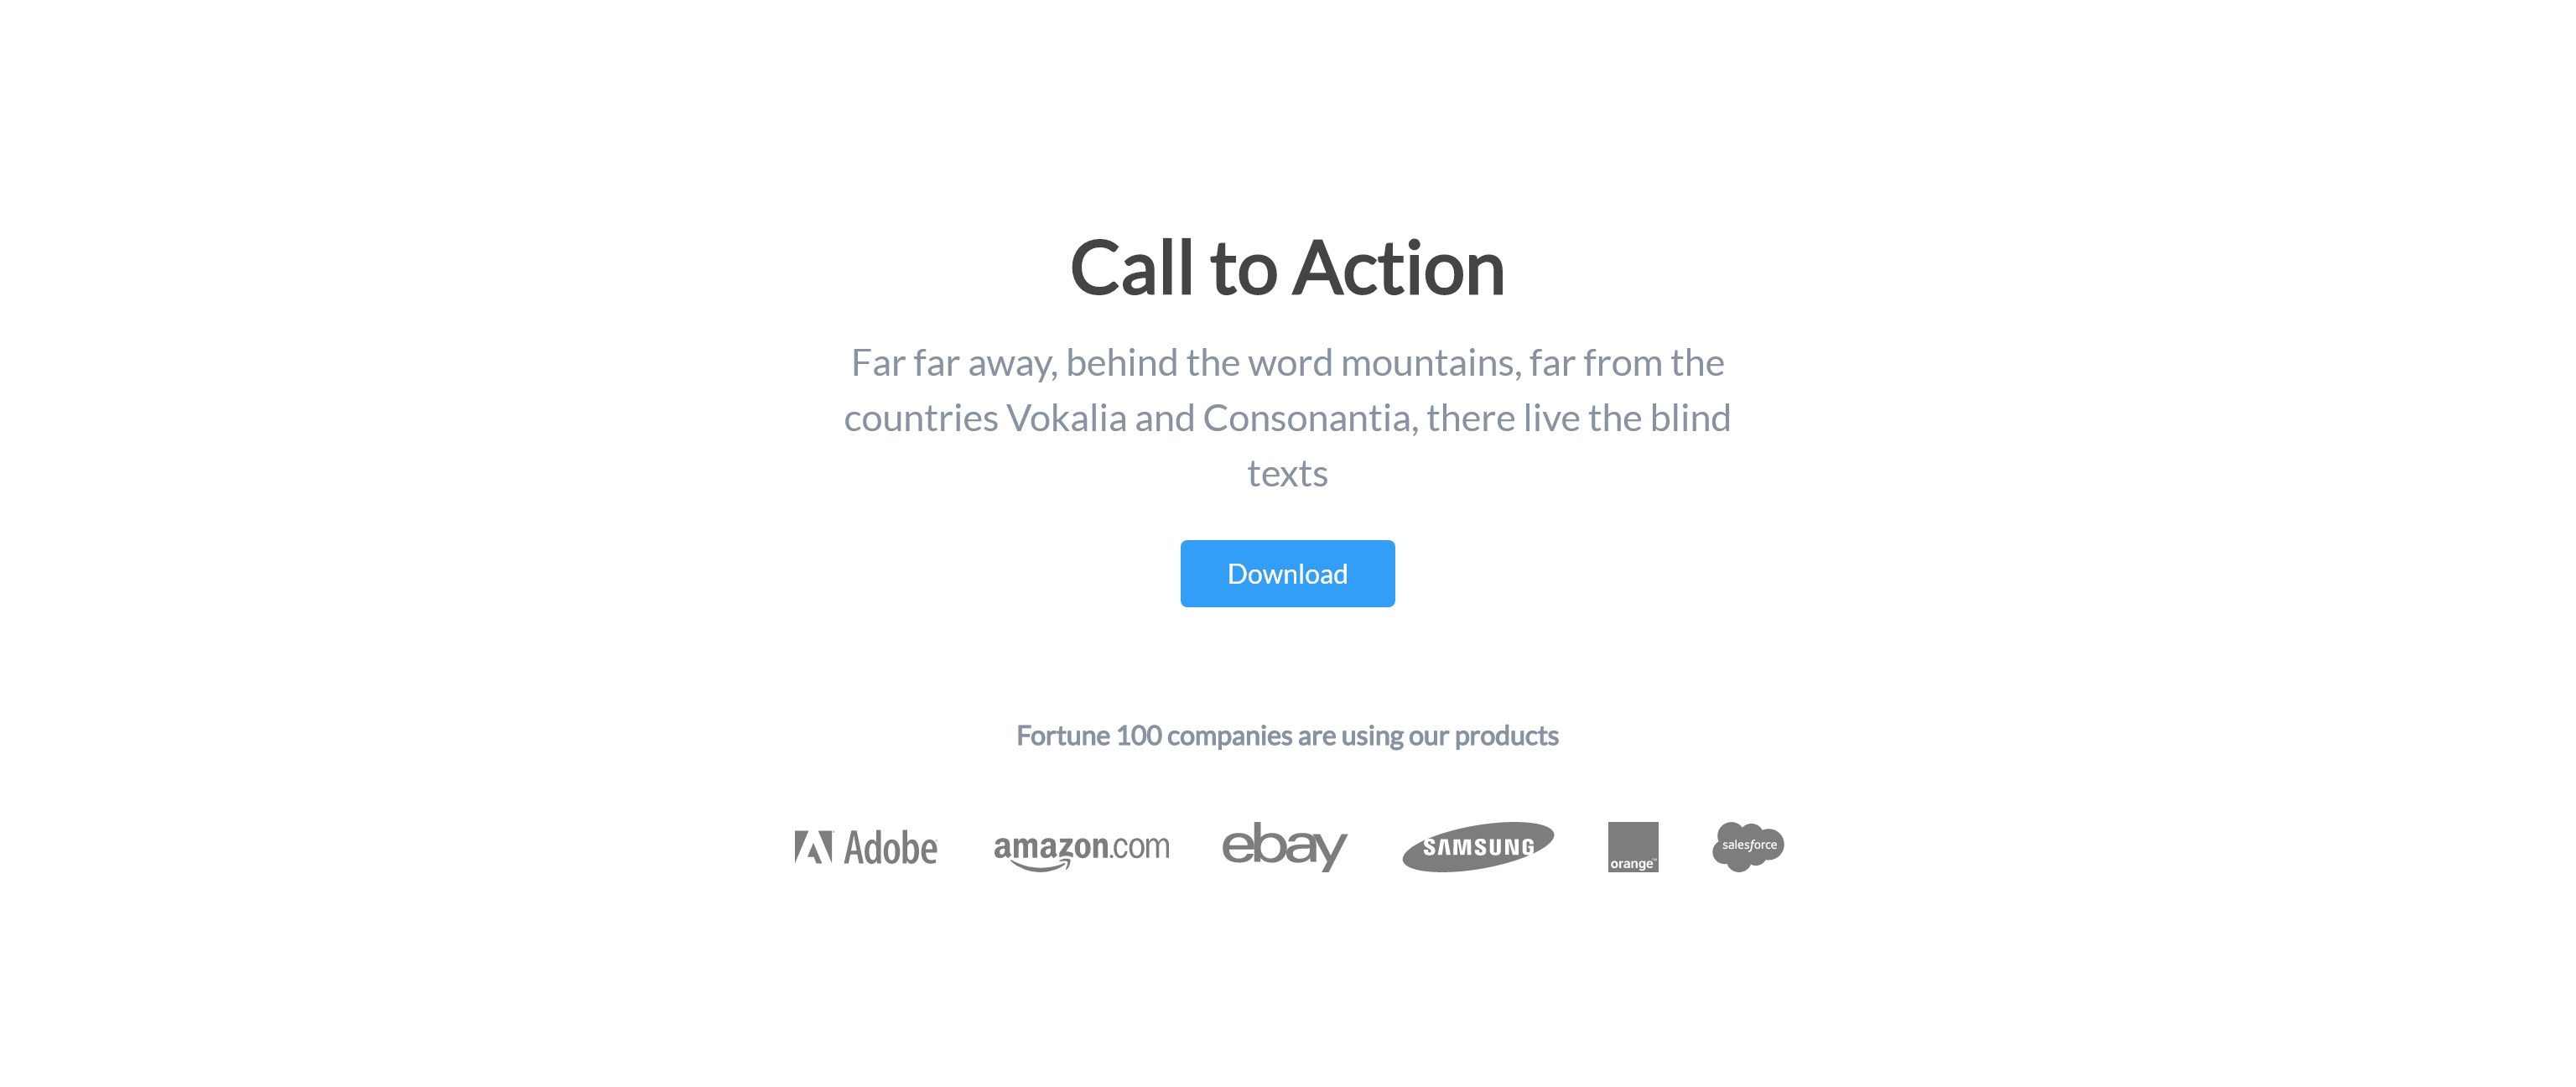 Call to Action
Far far away, behind the word mountains, far from the
countries Vokalia and Consonantia, there live the blind
texts
Download
Fortune 100 companies are using our products
Adobe amazon.com ebay SAMSUNG orange™ salesforce